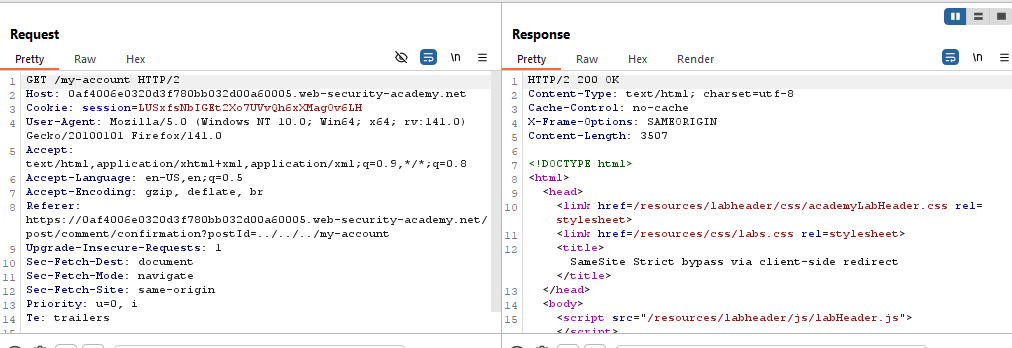 Request
Pretty Raw Hex
\n
1 GET /my-account HTTP/2
2 Host: 0af4006e0320d3f780bb032d00a60005.web-security-academy.net
3 Cookie: session=LUSxfsNbIGEt2Xo7UVvQh6xXMagOv6LH
4 User-Agent: Mozilla/5.0 (Windows NT 10.0; Win64; x64; rv:141.0)
Gecko/20100101 Firefox/141.0
5 Accept:
text/html,application/xhtml+xml,application/xml;q=0.9,*/*;q=0.8
6 Accept-Language: en-US,en;q=0.5
7 Accept-Encoding: gzip, deflate, br
8 Referer:
https://0af4006e0320d3f780bb032d00a60005.web-security-academy.net/
post/comment/confirmation?postId=../../../my-account
9 Upgrade-Insecure-Requests: 1
10 Sec-Fetch-Dest: document
11 Sec-Fetch-Mode: navigate
12 Sec-Fetch-Site: same-origin
13 Priority: u=0, i
14 Te: trailers
Response
Pretty Raw Hex Render
\n
1 HTTP/2 200 OK
2 Content-Type: text/html; charset=utf-8
3 Cache-Control: no-cache
4 X-Frame-Options: SAMEORIGIN
5 Content-Length: 3507
6
7 <!DOCTYPE html>
8 <html>
9 <head>
10 <link href=/resources/labheader/css/academyLabHeader.css rel=
stylesheet>
11 <link href=/resources/css/labs.css rel=stylesheet>
12 <title>
SameSite Strict bypass via client-side redirect
</title>
13 </head>
14 <body>
15 <script src="/resources/labheader/js/labHeader.js">
</script>